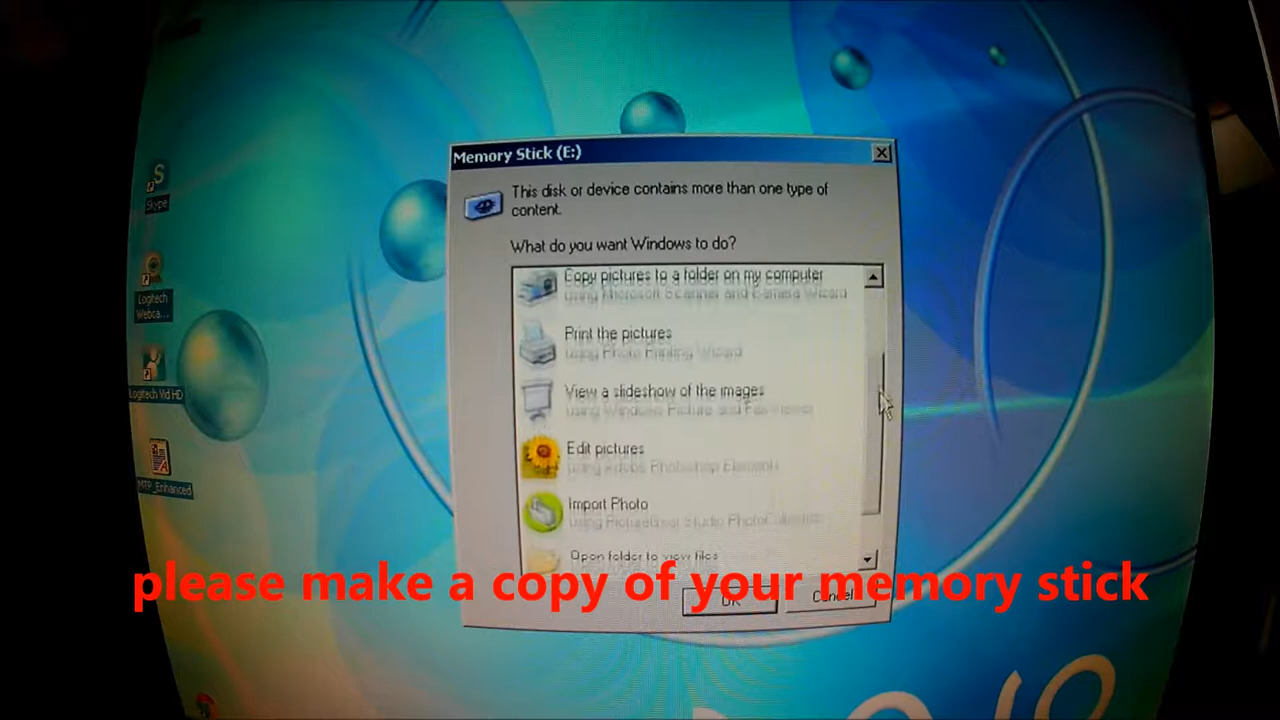 Memory Stick (E:)
This disk or device contains more than one type of
content.
What do you want Windows to do?
Copy pictures to a folder on my computer
using Microsoft Scanner and Camera Wizard
Print the pictures
using Photo Printing Wizard
View a slideshow of the images
using Windows Picture and Fax Viewer
Edit pictures
using Adobe Photoshop Elements
Import Photo
using PictureGear Studio PhotoCollection
Open folder to view files
OK
Cancel
S
Skype
Logitech
Webca...
Logitech Vid HD
MTP_Enhanced
please make a copy of your memory stick